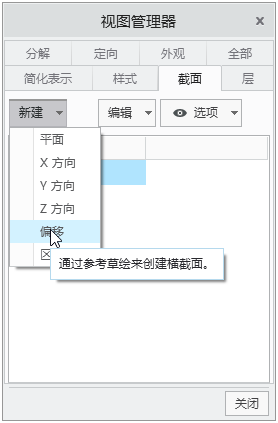 视图管理器
分解 定向 外观 全部
简化表示 样式 截面 层
新建 编辑 选项
平面
X 方向
Y 方向
Z 方向
偏移
通过参考草绘来创建横截面。
关闭